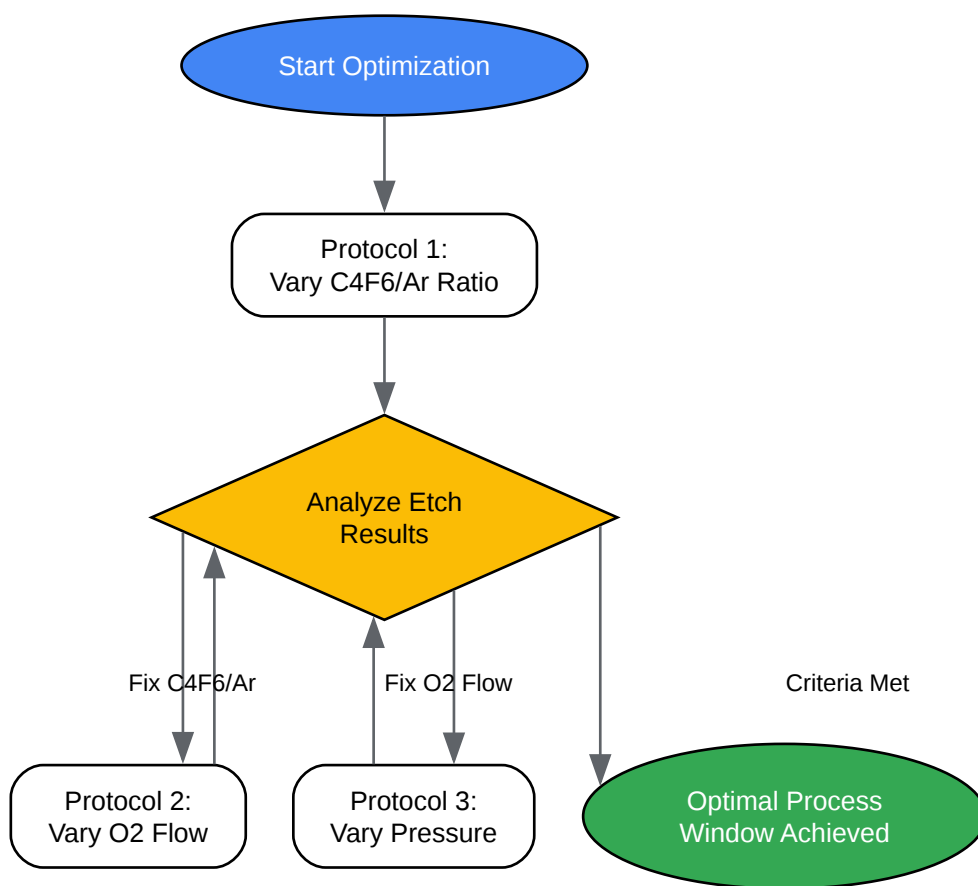 Start Optimization
Protocol 1:
Vary C4F6/Ar Ratio
Analyze Etch
Results
Fix C4F6/Ar
Fix O2 Flow
Criteria Met
Protocol 2:
Vary O2 Flow
Protocol 3:
Vary Pressure
Optimal Process
Window Achieved